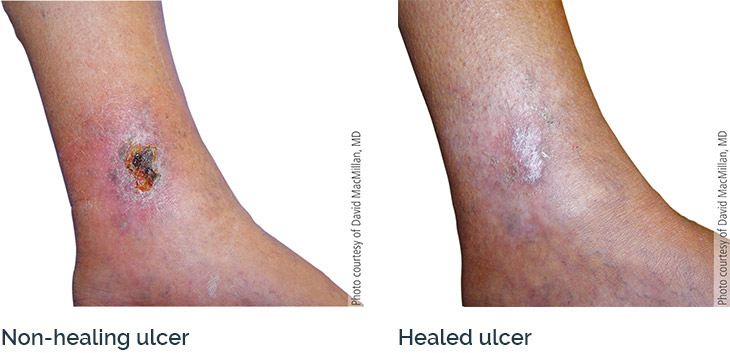 Photo courtesy of David MacMillan, MD
Photo courtesy of David MacMillan, MD
Non-healing ulcer
Healed ulcer